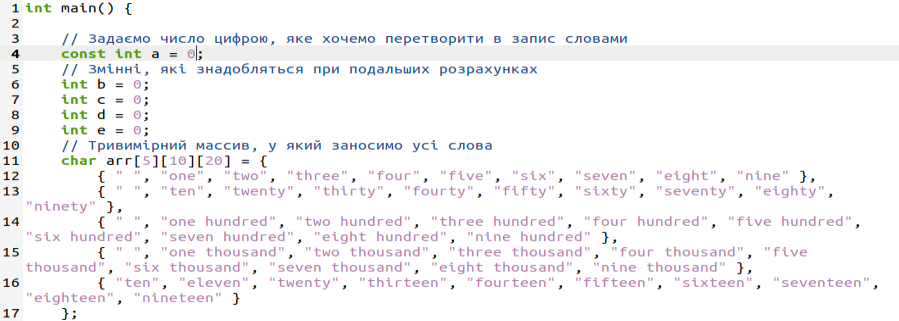 1 int main() {
2
3 // Задаємо число цифрою, яке хочемо перетворити в запис словами
4 const int a = 0;
5 // Змінні, які знадобляться при подальших розрахунках
6 int b = 0;
7 int c = 0;
8 int d = 0;
9 int e = 0;
10 // Тривимірний массив, у який заносимо усі слова
11 char arr[5][10][20] = {
12 { " ", "one", "two", "three", "four", "five", "six", "seven", "eight", "nine" },
13 { " ", "ten", "twenty", "thirty", "fourty", "fifty", "sixty", "seventy", "eighty",
"ninety" },
14 { " ", "one hundred", "two hundred", "three hundred", "four hundred", "five hundred",
"six hundred", "seven hundred", "eight hundred", "nine hundred" },
15 { " ", "one thousand", "two thousand", "three thousand", "four thousand", "five
thousand", "six thousand", "seven thousand", "eight thousand", "nine thousand" },
16 { "ten", "eleven", "twenty", "thirteen", "fourteen", "fifteen", "sixteen", "seventeen",
"eighteen", "nineteen" }
17 };